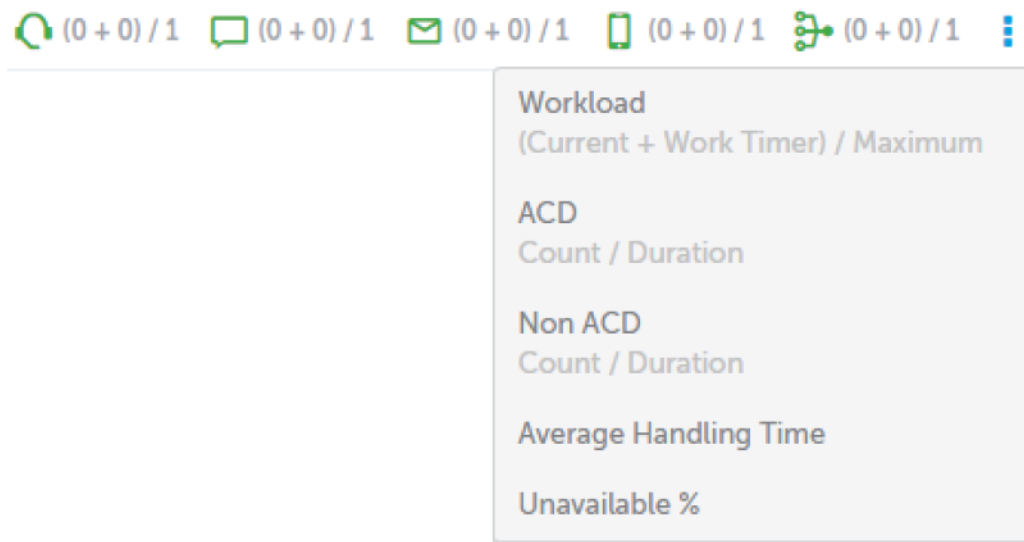 (0 + 0) / 1 (0 + 0) / 1 (0 + 0) / 1 (0 + 0) / 1 (0 + 0) / 1
Workload
(Current + Work Timer) / Maximum
ACD
Count / Duration
Non ACD
Count / Duration
Average Handling Time
Unavailable %